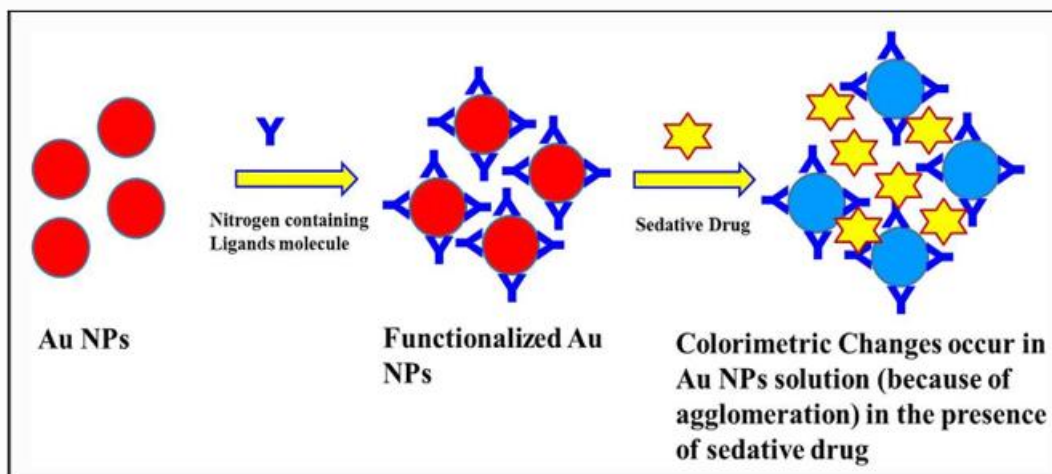 Nitrogen containing
Ligands molecule
Sedative Drug
Au NPs
Functionalized Au
NPs
Colorimetric Changes occur in
Au NPs solution (because of
agglomeration) in the presence
of sedative drug